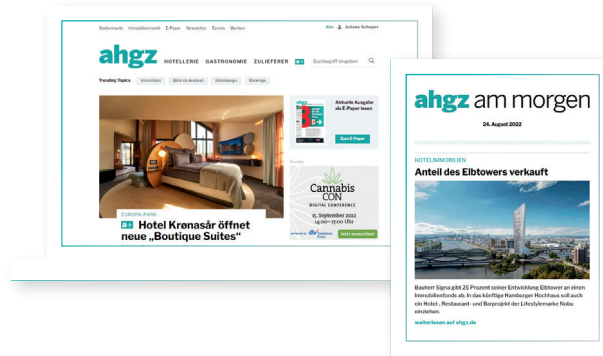 Stellenmarkt Immobilienmarkt E-Paper Newsletter Events Werben
Abo Juliane Schaper
ahgz HOTELLERIE GASTRONOMIE ZULIEFERER a+ Suchbegriff eingeben
Trending Topics Immobilien Blick ins Ausland Hoteldesign Rankings
Aktuelle Ausgabe
als E-Paper lesen
ahgz
Zum E-Paper
Anzeige
Cannabis
CON
DIGITAL CONFERENCE
15. September 2022
14:00–17:00 Uhr
dfv
Jetzt anmelden!
EUROPA-PARK
a+ Hotel Krønasår öffnet
neue „Boutique Suites“
ahgz am morgen
24. August 2022
HOTELIMMOBILIEN
Anteil des Elbtowers verkauft
Bauherr Signa gibt 25 Prozent seiner Entwicklung Elbtower an einen
Immobilienfonds ab. In das künftige Hamburger Hochhaus soll auch
ein Hotel-, Restaurant- und Barprojekt der Lifestylemarke Nobu
einziehen.
weiterlesen auf ahgz.de